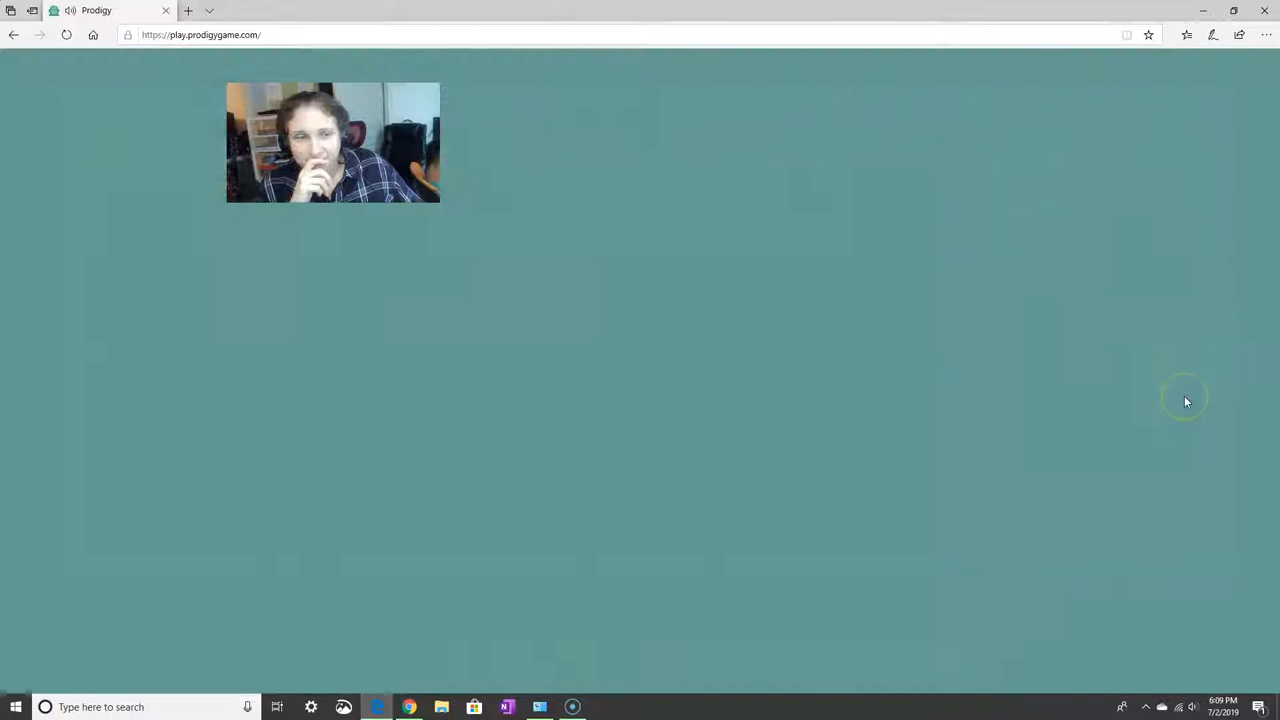 Prodigy
https://play.prodigygame.com/
Type here to search
6:09 PM
7/2/2019